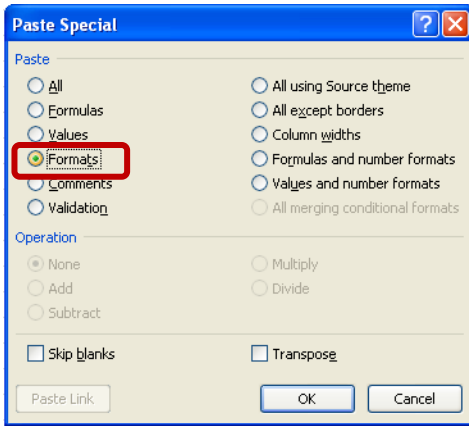 Paste Special
Paste
All
Formulas
Values
Formats
Comments
Validation
All using Source theme
All except borders
Column widths
Formulas and number formats
Values and number formats
All merging conditional formats
Operation
None
Add
Subtract
Multiply
Divide
Skip blanks
Transpose
Paste Link
OK
Cancel